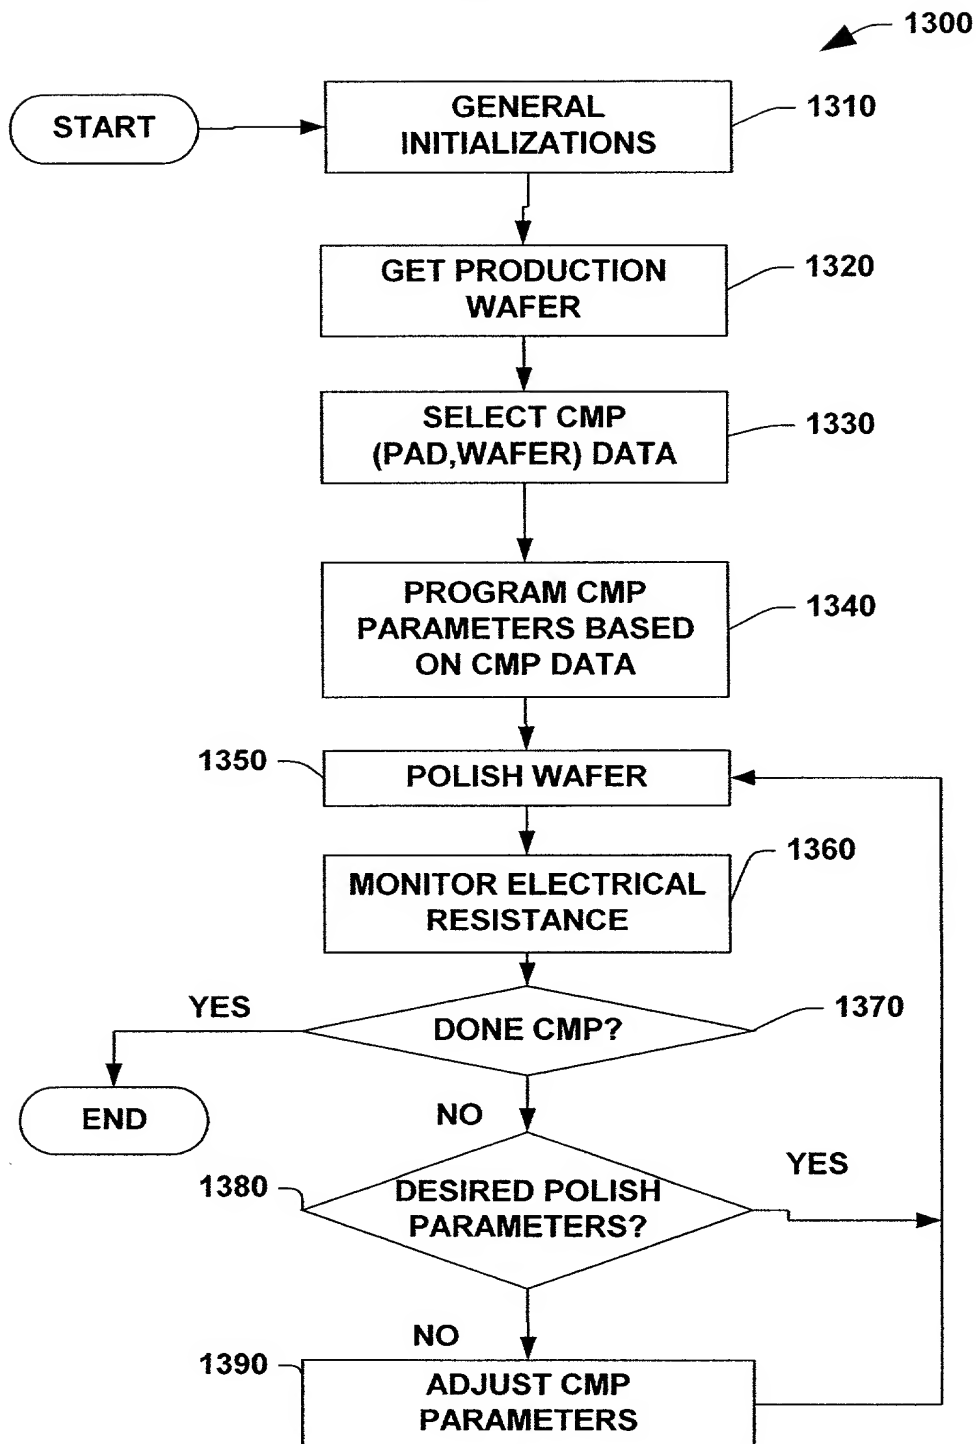 1300
START
GENERAL
INITIALIZATIONS
1310
GET PRODUCTION
WAFER
1320
SELECT CMP
(PAD,WAFER) DATA
1330
PROGRAM CMP
PARAMETERS BASED
ON CMP DATA
1340
1350
POLISH WAFER
MONITOR ELECTRICAL
RESISTANCE
1360
YES
DONE CMP?
1370
END
NO
1380
DESIRED POLISH
PARAMETERS?
YES
NO
1390
ADJUST CMP
PARAMETERS